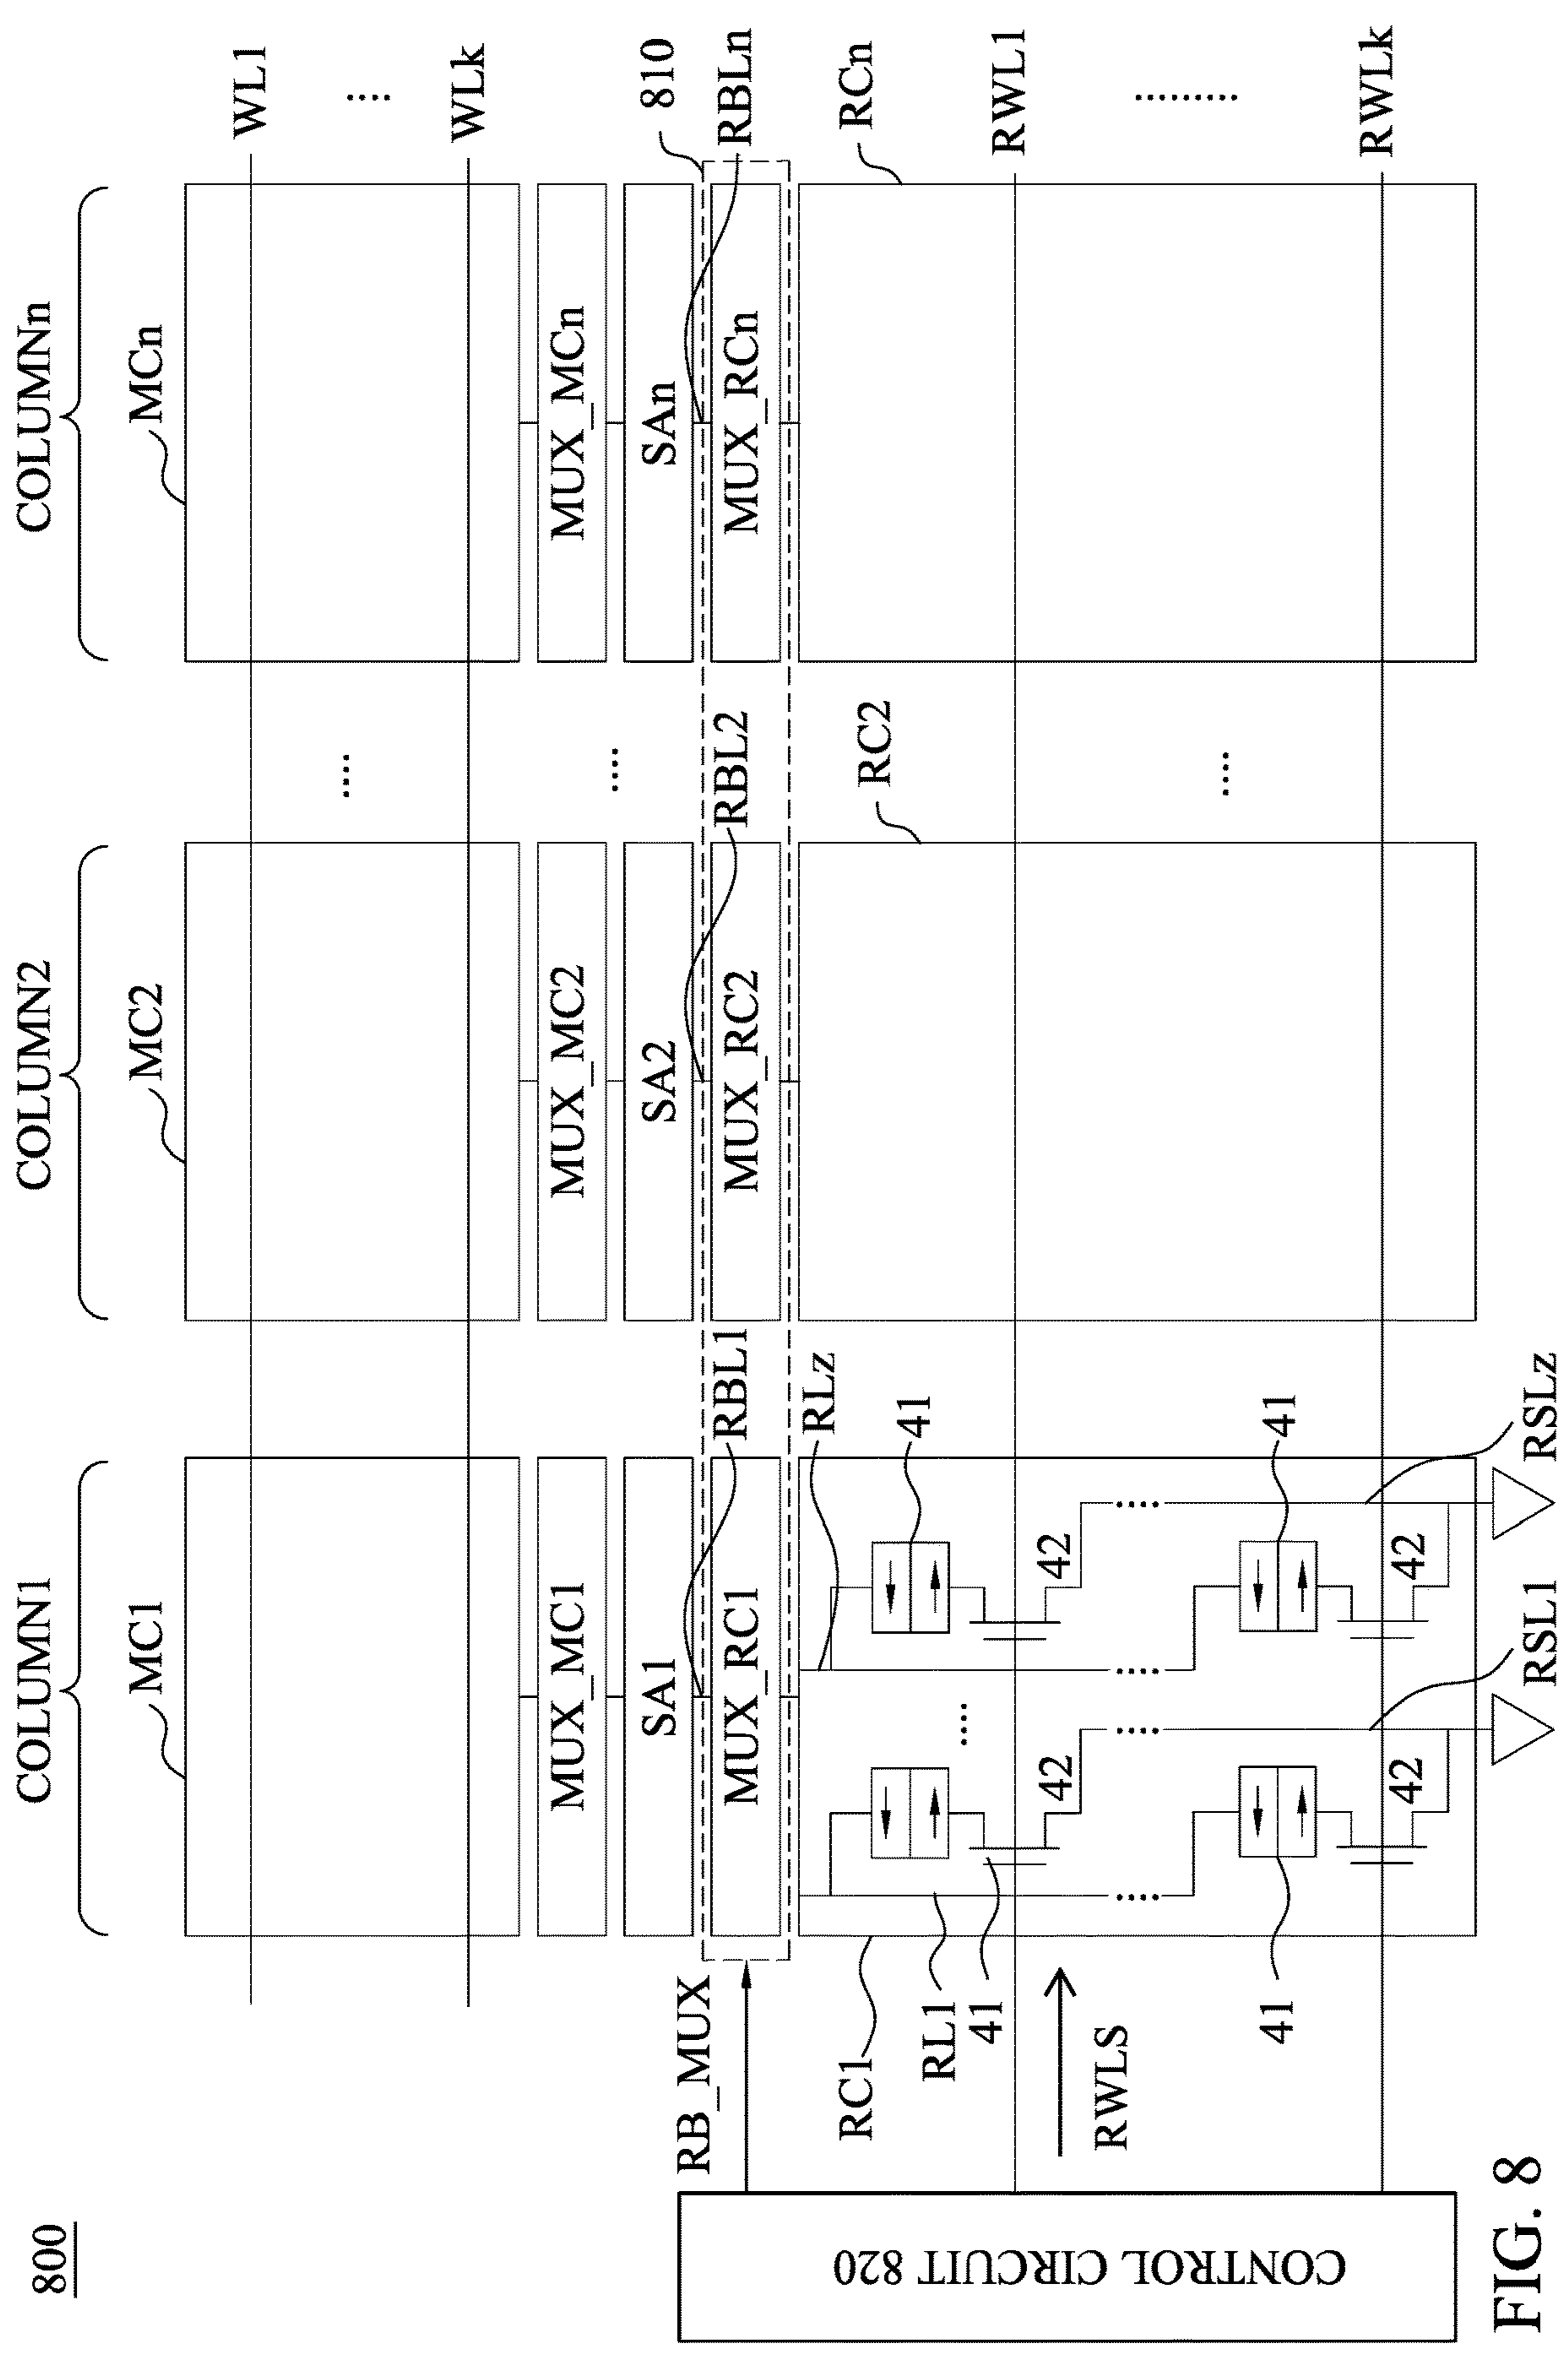 800
COLUMN1
COLUMN2
COLUMNn
MC1
MC2
MCn
WL1
....
WLk
....
MUX_MC1
MUX_MC2
MUX_MCn
....
SA1
SA2
SAn
810
RB_MUX
RBL1
RBL2
RBLn
MUX_RC1
MUX_RC2
MUX_RCn
RLz
RC1
RC2
RCn
41
RL1
41
42
42
....
RWL1
RWLS
....
....
....
....
....
.........
41
41
42
42
RWLk
CONTROL CIRCUIT 820
RSL1
RSLz
FIG. 8